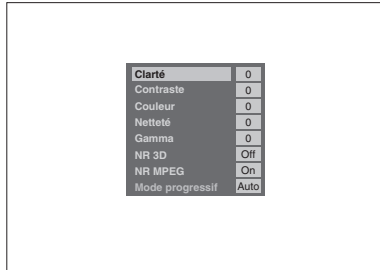 Clarté 0
Contraste 0
Couleur 0
Netteté 0
Gamma 0
NR 3D Off
NR MPEG On
Mode progressif Auto